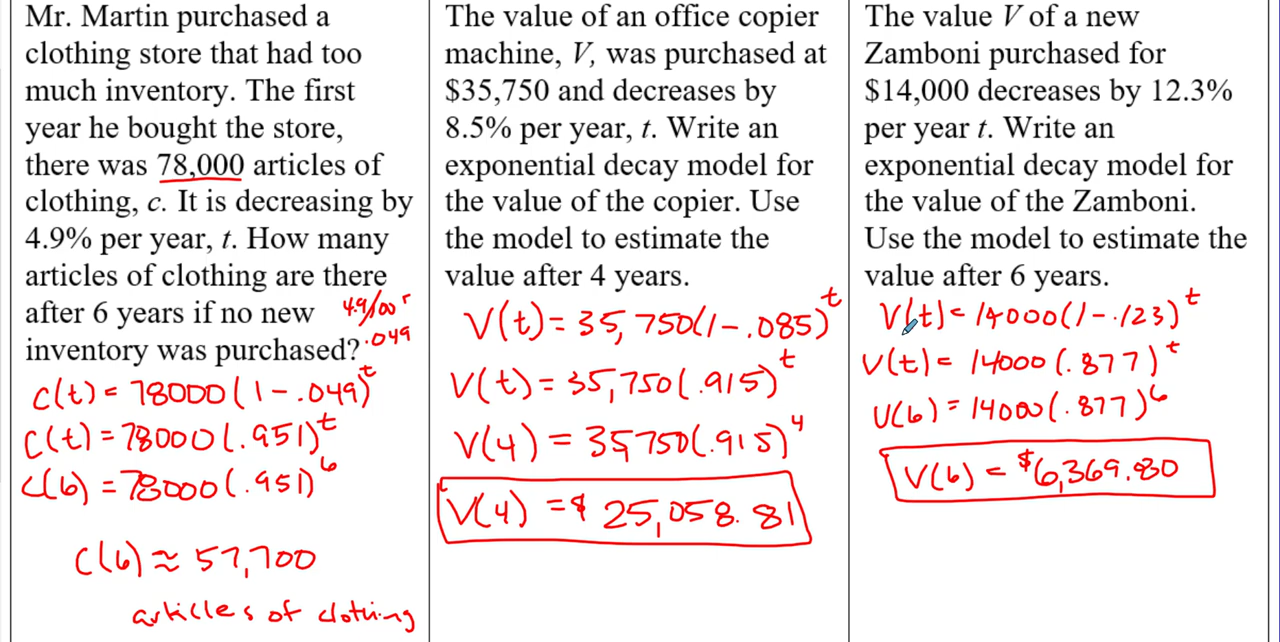 Mr. Martin purchased a
clothing store that had too
much inventory. The first
year he bought the store,
there was 78,000 articles of
clothing, c. It is decreasing by
4.9% per year, t. How many
articles of clothing are there
after 6 years if no new
inventory was purchased?
4.9/100
.049
C(t) = 78000(1 - .049)^t
C(t) = 78000(.951)^t
C(6) = 78000(.951)^6
C(6) ≈ 57,700
articles of clothing
The value of an office copier
machine, V, was purchased at
$35,750 and decreases by
8.5% per year, t. Write an
exponential decay model for
the value of the copier. Use
the model to estimate the
value after 4 years.
V(t) = 35,750(1 - .085)^t
V(t) = 35,750(.915)^t
V(4) = 35,750(.915)^4
V(4) = $25,058.81
The value V of a new
Zamboni purchased for
$14,000 decreases by 12.3%
per year t. Write an
exponential decay model for
the value of the Zamboni.
Use the model to estimate the
value after 6 years.
V(t) = 14000(1 - .123)^t
V(t) = 14000(.877)^t
V(6) = 14000(.877)^6
V(6) = $6,369.80